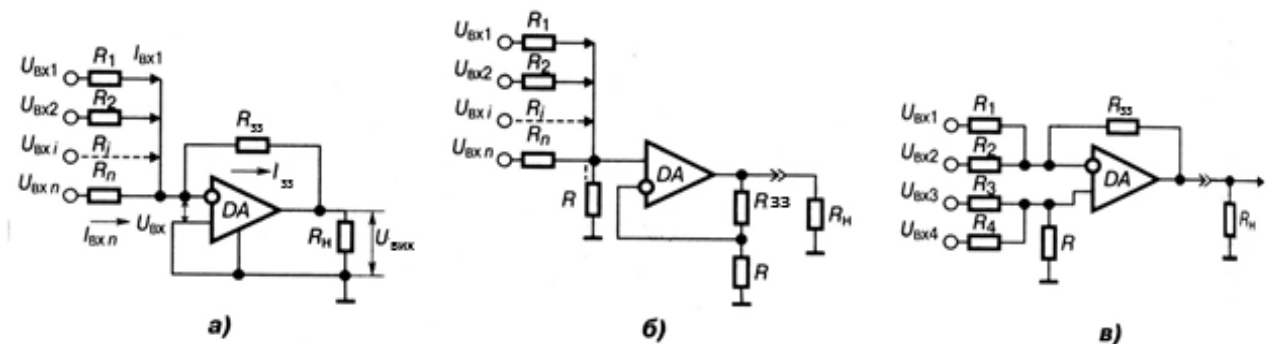 Uвх1 R1 Iвх1
Uвх2 R2
Uвх i Ri
Uвх n Rn
Iвх n Uвх
Rзз
Iзз
DA
Rн Uвих
а)
Uвх1 R1
Uвх2 R2
Uвх i Rj
Uвх n Rn
R
DA
Rзз
Rн
R
б)
Uвх1 R1
Uвх2 R2
Uвх3 R3
Uвх4 R4
R
Rзз
DA
Rн
в)